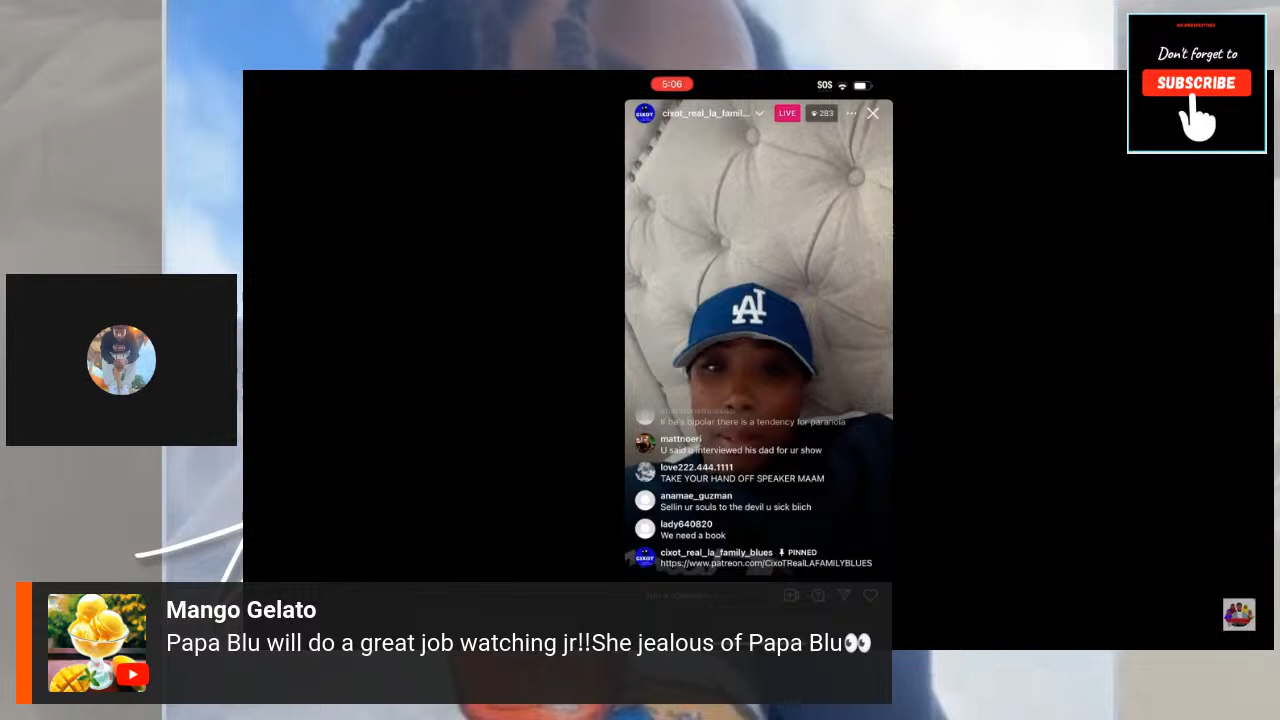 Don't forget to
SUBSCRIBE
5:06
SOS
cixot_real_la_famil...
LIVE
283
If he's bipolar there is a tendency for paranoia
mattnoeri
U said u interviewed his dad for ur show
love222.444.1111
TAKE YOUR HAND OFF SPEAKER MAAM
anamae_guzman
Sellin ur souls to the devil u sick biich
lady640820
We need a book
CIXOT
cixot_real_la_family_blues PINNED
https://www.patreon.com/CixoTRealLAFAMILYBLUES
Mango Gelato
Papa Blu will do a great job watching jr!!She jealous of Papa Blu👀